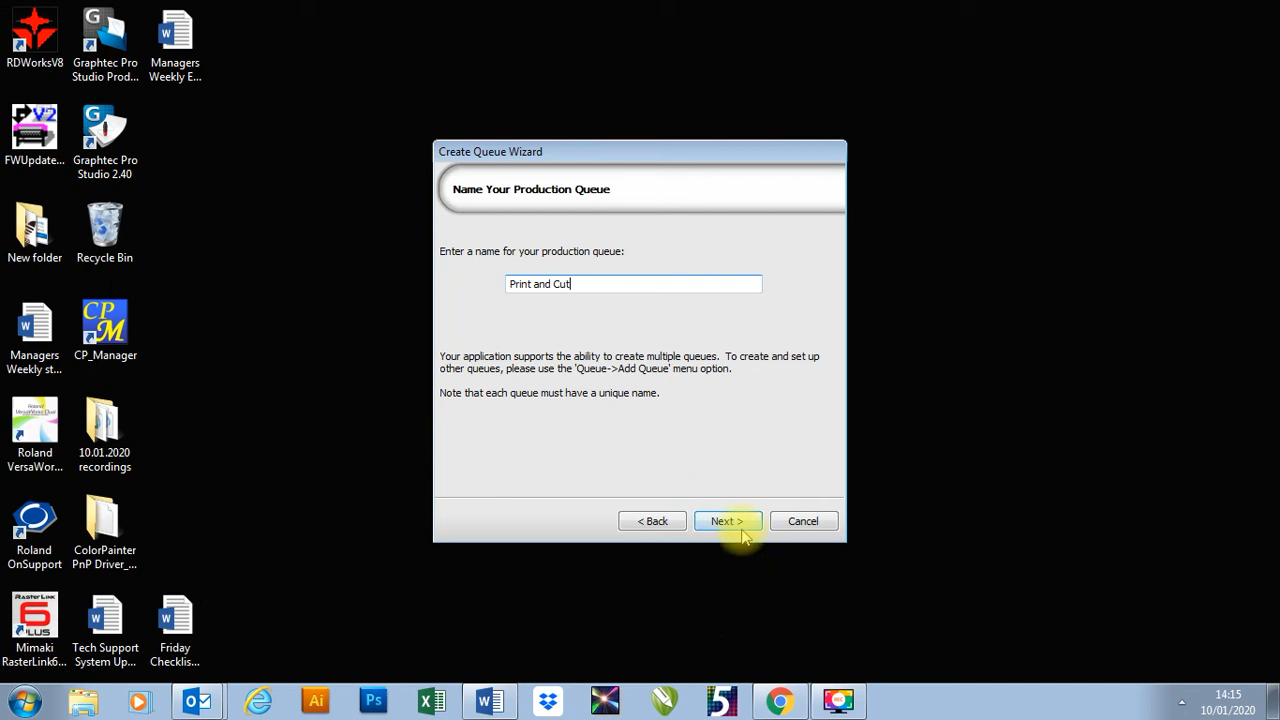 RDWorksV8
Graphtec Pro
Studio Prod...
Managers
Weekly E...
FWUpdate...
Graphtec Pro
Studio 2.40
New folder
Recycle Bin
Managers
Weekly st...
CP_Manager
Roland
VersaWor...
10.01.2020
recordings
Roland
OnSupport
ColorPainter
PnP Driver_...
Mimaki
RasterLink6...
Tech Support
System Up...
Friday
Checklis...
Create Queue Wizard
Name Your Production Queue
Enter a name for your production queue:
Print and Cut
Your application supports the ability to create multiple queues. To create and set up
other queues, please use the 'Queue->Add Queue' menu option.
Note that each queue must have a unique name.
< Back
Next >
Cancel
14:15
10/01/2020